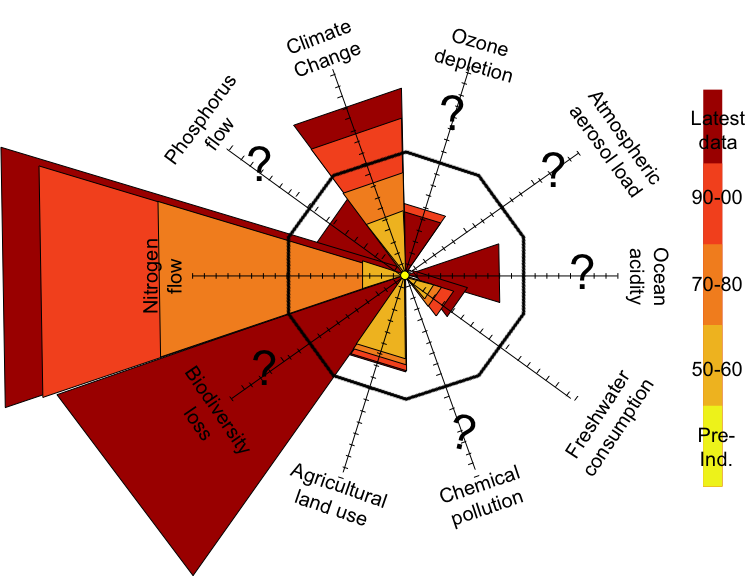 Climate
Change
Ozone
depletion
?
Atmospheric
aerosol load
?
Ocean
acidity
?
Freshwater
consumption
Chemical
pollution
?
Agricultural
land use
Biodiversity
loss
?
Nitrogen
flow
Phosphorus
flow
?
Latest
data
90-00
70-80
50-60
Pre-
Ind.